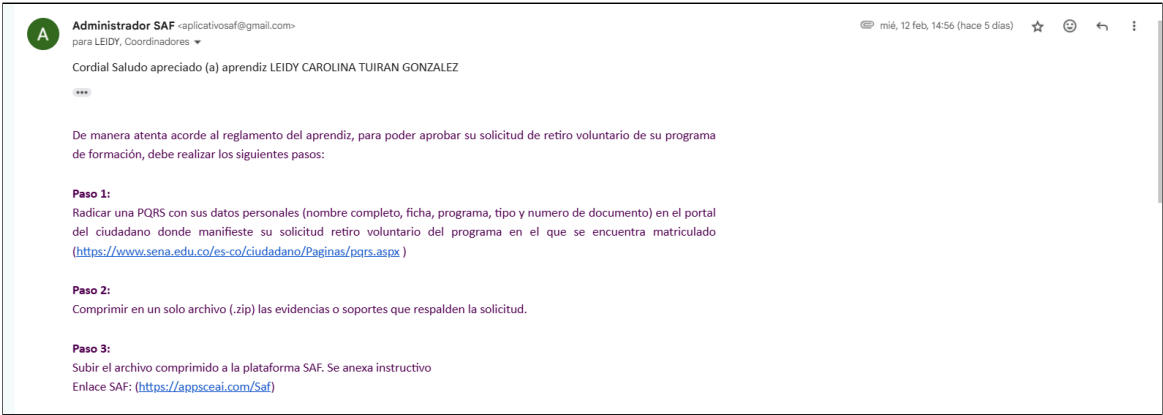 A
Administrador SAF <aplicativosaf@gmail.com>
mié, 12 feb, 14:56 (hace 5 días)
para LEIDY, Coordinadores
Cordial Saludo apreciado (a) aprendiz LEIDY CAROLINA TUIRAN GONZALEZ
De manera atenta acorde al reglamento del aprendiz, para poder aprobar su solicitud de retiro voluntario de su programa
de formación, debe realizar los siguientes pasos:
Paso 1:
Radicar una PQRS con sus datos personales (nombre completo, ficha, programa, tipo y numero de documento) en el portal
del ciudadano donde manifieste su solicitud retiro voluntario del programa en el que se encuentra matriculado
(https://www.sena.edu.co/es-co/ciudadano/Paginas/pqrs.aspx )
Paso 2:
Comprimir en un solo archivo (.zip) las evidencias o soportes que respalden la solicitud.
Paso 3:
Subir el archivo comprimido a la plataforma SAF. Se anexa instructivo
Enlace SAF: (https://appsceai.com/Saf)